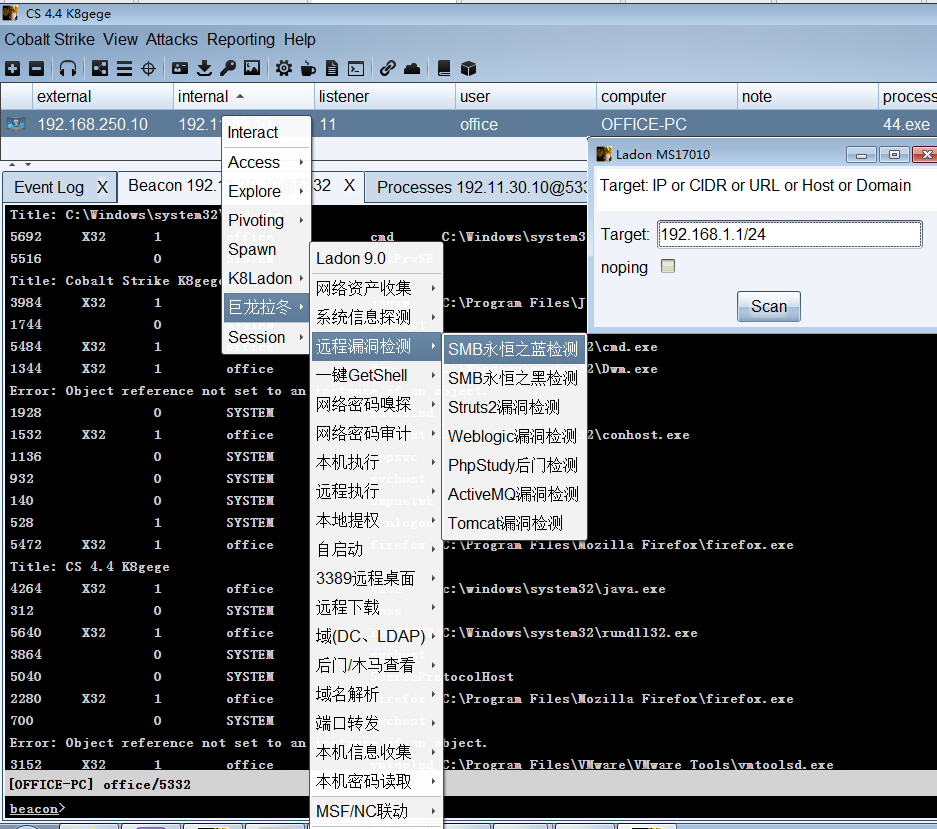 CS 4.4 K8gege
Cobalt Strike View Attacks Reporting Help
external internal listener user computer note process
192.168.250.10 192.1 11 office OFFICE-PC 44.exe
Event Log X Beacon 192. 32 X Processes 192.11.30.10@533
Interact
Access
Explore
Pivoting
Spawn
K8Ladon
巨龙拉冬
Session
Ladon 9.0
网络资产收集
系统信息探测
远程漏洞检测
一键GetShell
网络密码嗅探
网络密码审计
本机执行
远程执行
本地提权
自启动
3389远程桌面
远程下载
域(DC、LDAP)
后门/木马查看
域名解析
端口转发
本机信息收集
本机密码读取
MSF/NC联动
SMB永恒之蓝检测
SMB永恒之黑检测
Struts2漏洞检测
Weblogic漏洞检测
PhpStudy后门检测
ActiveMQ漏洞检测
Tomcat漏洞检测
Ladon MS17010
Target: IP or CIDR or URL or Host or Domain
Target: 192.168.1.1/24
noping
Scan
Title: C:\Windows\system32\
5692 X32 1 cmd C:\Windows\system3
5516 0
Title: Cobalt Strike K8gege
3984 X32 1 C:\Program Files\J
1744 0
5484 X32 1 office 2\cmd.exe
1344 X32 1 office 2\Dwm.exe
Error: Object reference not set to an object.
1928 0 SYSTEM
1532 X32 1 office 2\conhost.exe
1136 0 SYSTEM
932 0 SYSTEM
140 0 SYSTEM
528 1 SYSTEM
5472 X32 1 office firefox C:\Program Files\Mozilla Firefox\firefox.exe
Title: CS 4.4 K8gege
4264 X32 1 office java c:\windows\system32\java.exe
312 0 SYSTEM
5640 X32 1 office C:\Windows\system32\rundll32.exe
3864 0 SYSTEM
5040 0 SYSTEM SearchProtocolHost
2280 X32 1 office firefox C:\Program Files\Mozilla Firefox\firefox.exe
700 0 SYSTEM
Error: Object reference not set to an object.
3152 X32 1 office C:\Program Files\VMware\VMware Tools\vmtoolsd.exe
[OFFICE-PC] office/5332
beacon>